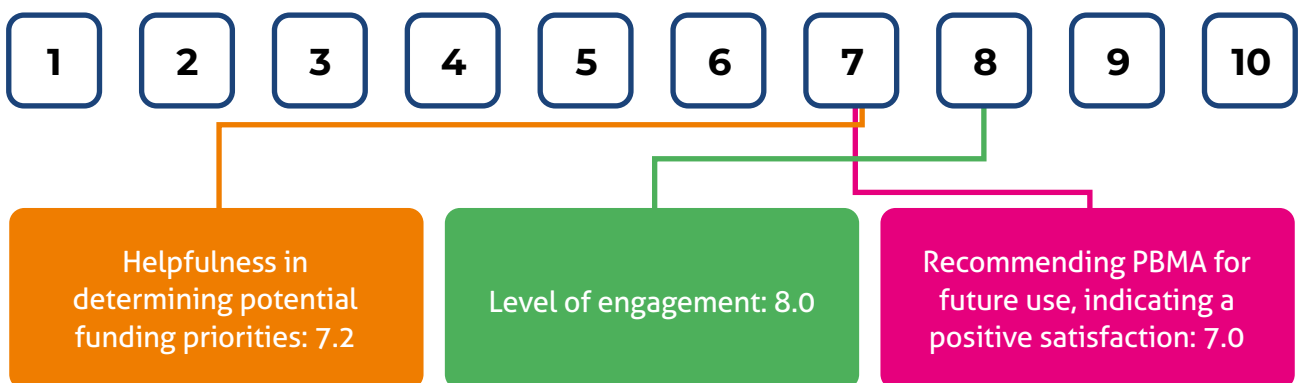 1 2 3 4 5 6 7 8 9 10
Helpfulness in
determining potential
funding priorities: 7.2
Level of engagement: 8.0
Recommending PBMA for
future use, indicating a
positive satisfaction: 7.0